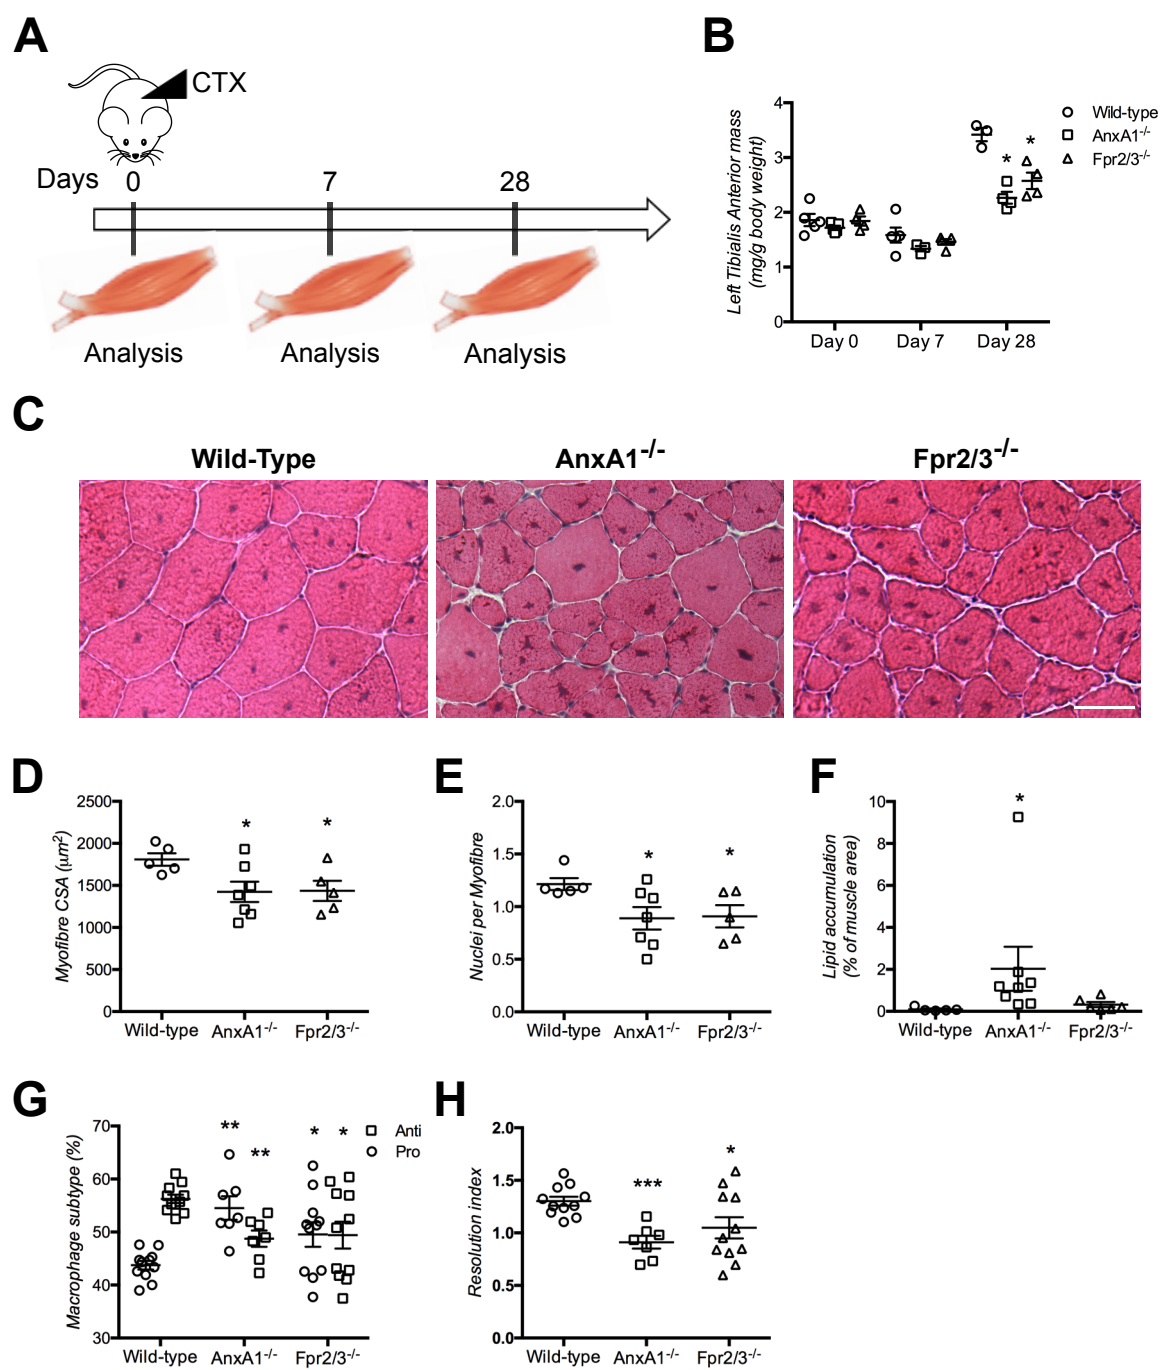 A
CTX
Days 0 7 28
Analysis Analysis Analysis
B
Left Tibialis Anterior mass
(mg/g body weight)
4
3
2
1
0
Day 0 Day 7 Day 28
Wild-type
AnxA1-/-
Fpr2/3-/-
* *
C
Wild-Type AnxA1-/- Fpr2/3-/-
D
Myofibre CSA (μm2)
2500
2000
1500
1000
500
0
* *
Wild-type AnxA1-/- Fpr2/3-/-
E
Nuclei per Myofibre
2.0
1.5
1.0
0.5
0.0
* *
Wild-type AnxA1-/- Fpr2/3-/-
F
Lipid accumulation
(% of muscle area)
10
8
6
4
2
0
*
Wild-type AnxA1-/- Fpr2/3-/-
G
Macrophage subtype (%)
70
60
50
40
30
** ** * *
Anti
Pro
Wild-type AnxA1-/- Fpr2/3-/-
H
Resolution index
2.0
1.5
1.0
0.5
0.0
*** *
Wild-type AnxA1-/- Fpr2/3-/-